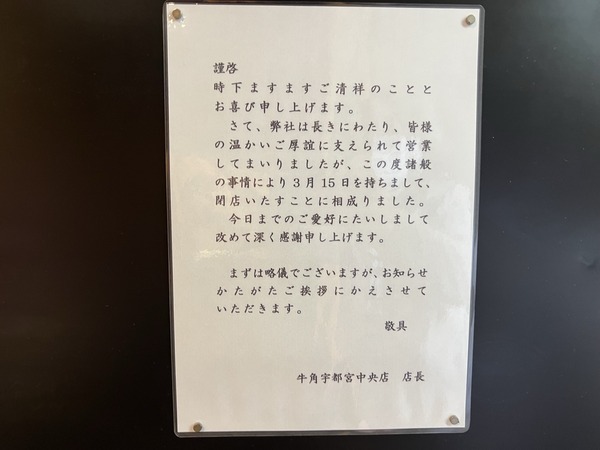 謹啓
時下ますますご清祥のことと
お喜び申し上げます。
さて、弊社は長きにわたり、皆様
の温かいご厚誼に支えられて営業
してまいりましたが、この度諸般
の事情により3月15日を持ちまして、
閉店いたすことに相成りました。
今日までのご愛好にたいしまして
改めて深く感謝申し上げます。
まずは略儀でございますが、お知らせ
かたがたご挨拶にかえさせて
いただきます。
敬具
牛角宇都宮中央店　店長